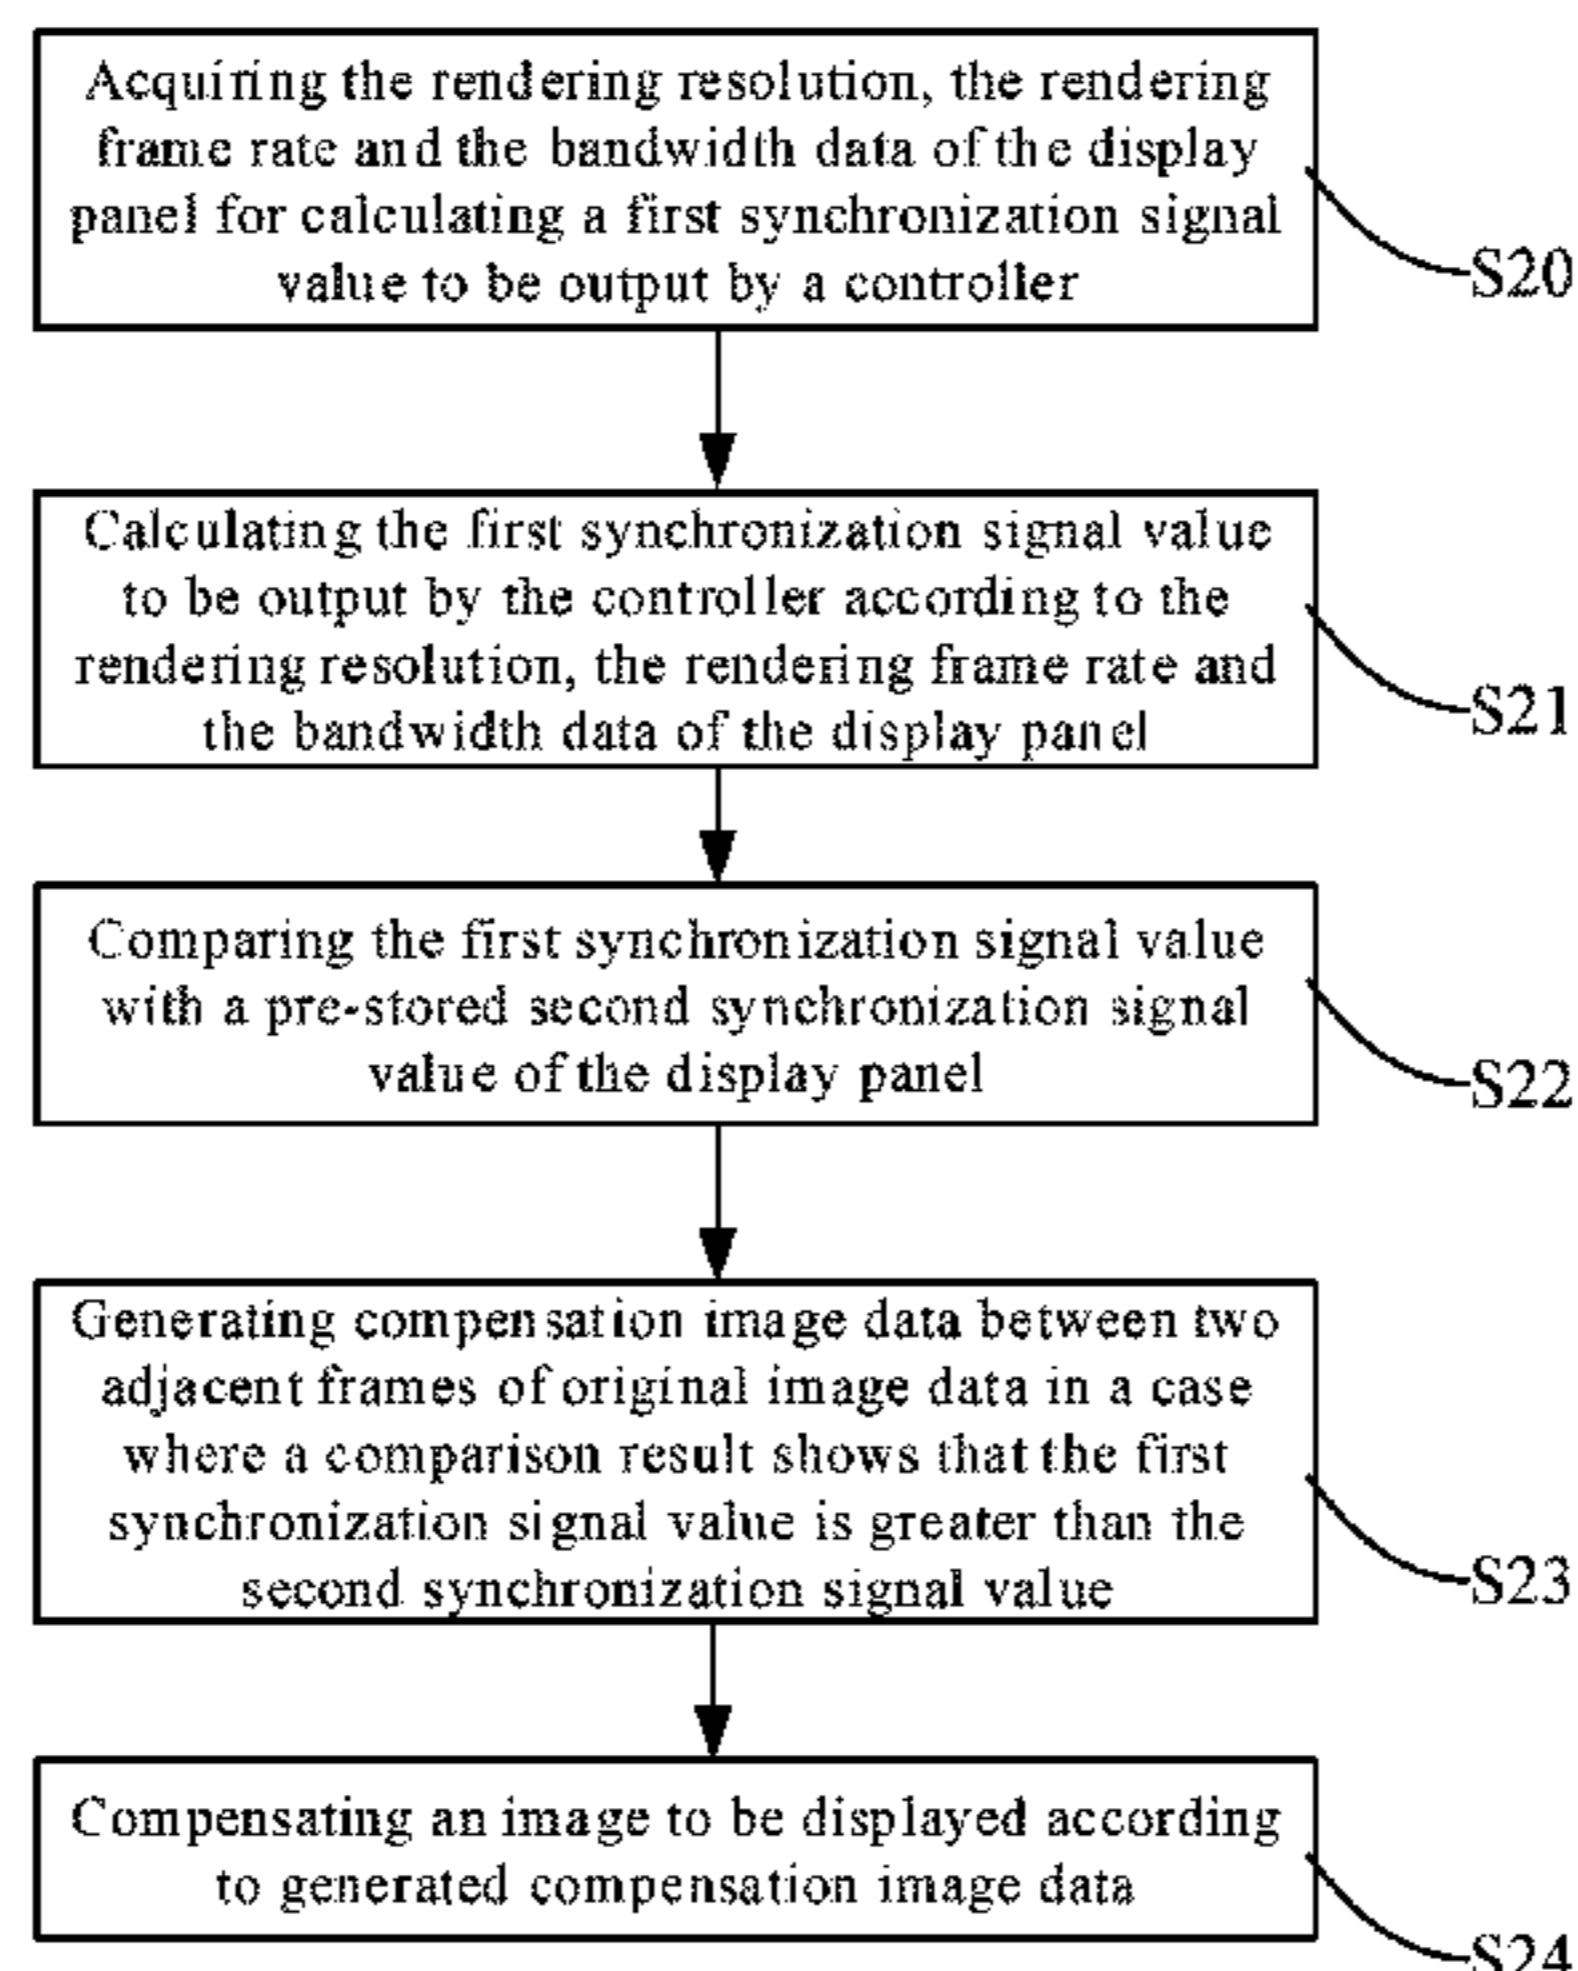 Acquiring the rendering resolution, the rendering
frame rate and the bandwidth data of the display
panel for calculating a first synchronization signal
value to be output by a controller
S20
Calculating the first synchronization signal value
to be output by the controller according to the
rendering resolution, the rendering frame rate and
the bandwidth data of the display panel
S21
Comparing the first synchronization signal value
with a pre-stored second synchronization signal
value of the display panel
S22
Generating compensation image data between two
adjacent frames of original image data in a case
where a comparison result shows that the first
synchronization signal value is greater than the
second synchronization signal value
S23
Compensating an image to be displayed according
to generated compensation image data
S24